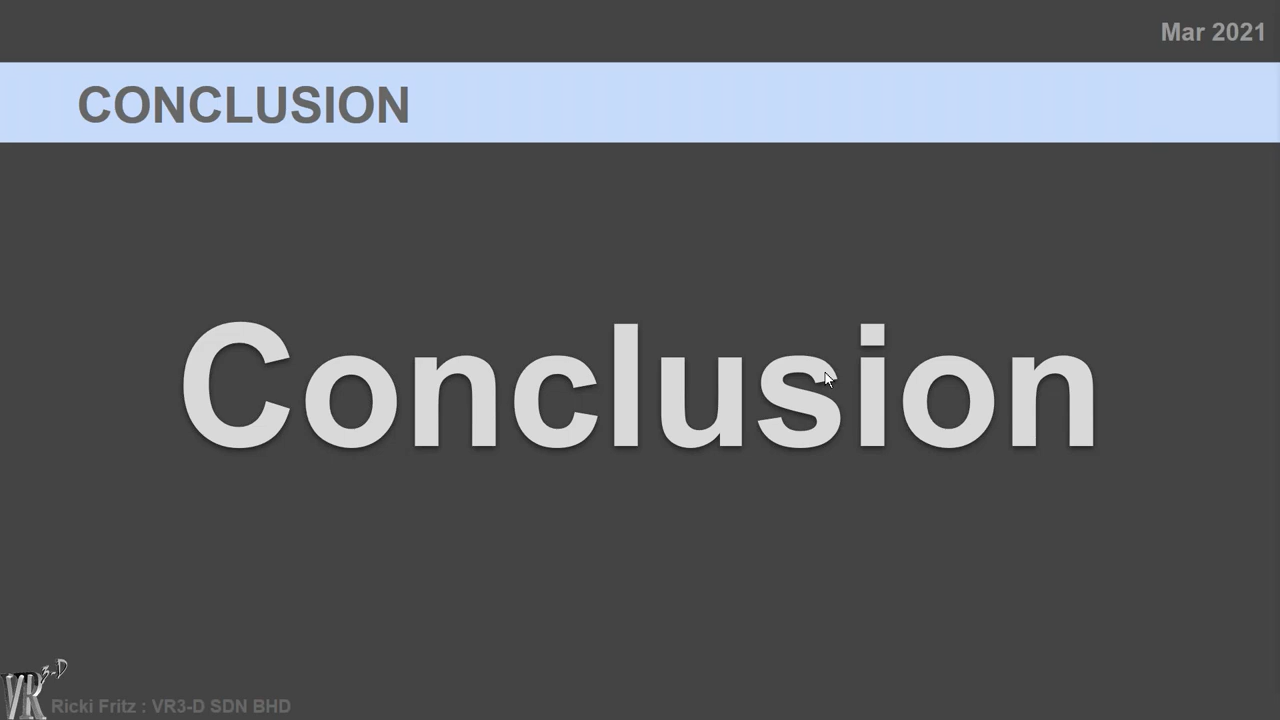 Mar 2021
CONCLUSION
Conclusion
VR3-D
Ricki Fritz : VR3-D SDN BHD